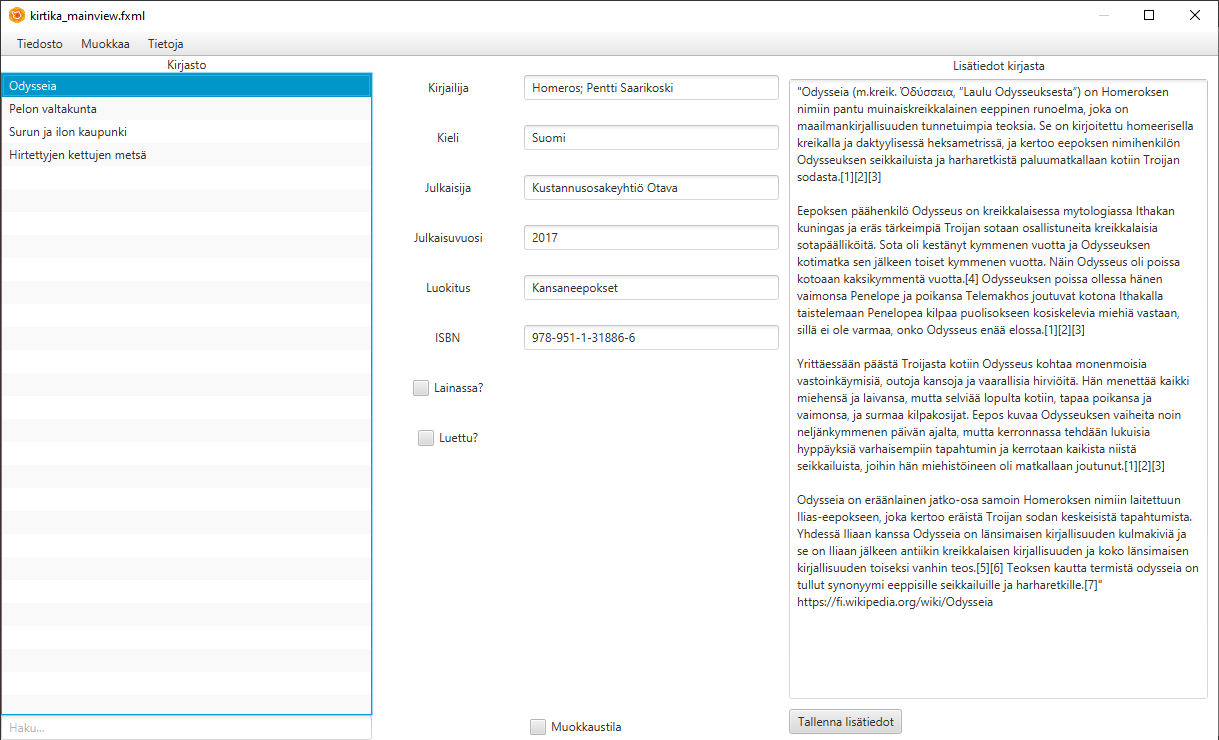 kirtika_mainview.fxml
Tiedosto Muokkaa Tietoja
Kirjasto
Odysseia
Pelon valtakunta
Surun ja ilon kaupunki
Hirtettyjen kettujen metsä
Haku...
Kirjailija Homeros; Pentti Saarikoski
Kieli Suomi
Julkaisija Kustannusosakeyhtiö Otava
Julkaisuvuosi 2017
Luokitus Kansaneepokset
ISBN 978-951-1-31886-6
Lainassa?
Luettu?
Muokkaustila
Lisätiedot kirjasta
"Odysseia (m.kreik. Ὀδύσσεια, ”Laulu Odysseuksesta”) on Homeroksen
nimiin pantu muinaiskreikkalainen eeppinen runoelma, joka on
maailmankirjallisuuden tunnetuimpia teoksia. Se on kirjoitettu homeerisella
kreikalla ja daktyylisessä heksametrissä, ja kertoo eepoksen nimihenkilön
Odysseuksen seikkailuista ja harharetkistä paluumatkallaan kotiin Troijan
sodasta.[1][2][3]
Eepoksen päähenkilö Odysseus on kreikkalaisessa mytologiassa Ithakan
kuningas ja eräs tärkeimpiä Troijan sotaan osallistuneita kreikkalaisia
sotapäälliköitä. Sota oli kestänyt kymmenen vuotta ja Odysseuksen
kotimatka sen jälkeen toiset kymmenen vuotta. Näin Odysseus oli poissa
kotoaan kaksikymmentä vuotta.[4] Odysseuksen poissa ollessa hänen
vaimonsa Penelope ja poikansa Telemakhos joutuvat kotona Ithakalla
taistelemaan Penelopea kilpaa puolisokseen kosiskelevia miehiä vastaan,
sillä ei ole varmaa, onko Odysseus enää elossa.[1][2][3]
Yrittäessään päästä Troijasta kotiin Odysseus kohtaa monenmoisia
vastoinkäymisiä, outoja kansoja ja vaarallisia hirviöitä. Hän menettää kaikki
miehensä ja laivansa, mutta selviää lopulta kotiin, tapaa poikansa ja
vaimonsa, ja surmaa kilpakosijat. Eepos kuvaa Odysseuksen vaiheita noin
neljänkymmenen päivän ajalta, mutta kerronnassa tehdään lukuisia
hyppäyksiä varhaisempiin tapahtumin ja kerrotaan kaikista niistä
seikkailuista, joihin hän miehistöineen oli matkallaan joutunut.[1][2][3]
Odysseia on eräänlainen jatko-osa samoin Homeroksen nimiin laitettuun
Ilias-eepokseen, joka kertoo eräistä Troijan sodan keskeisistä tapahtumista.
Yhdessä Iliaan kanssa Odysseia on länsimaisen kirjallisuuden kulmakiviä ja
se on Iliaan jälkeen antiikin kreikkalaisen kirjallisuuden ja koko länsimaisen
kirjallisuuden toiseksi vanhin teos.[5][6] Teoksen kautta termistä odysseia on
tullut synonyymi eeppisille seikkailuille ja harharetkille.[7]"
https://fi.wikipedia.org/wiki/Odysseia
Tallenna lisätiedot